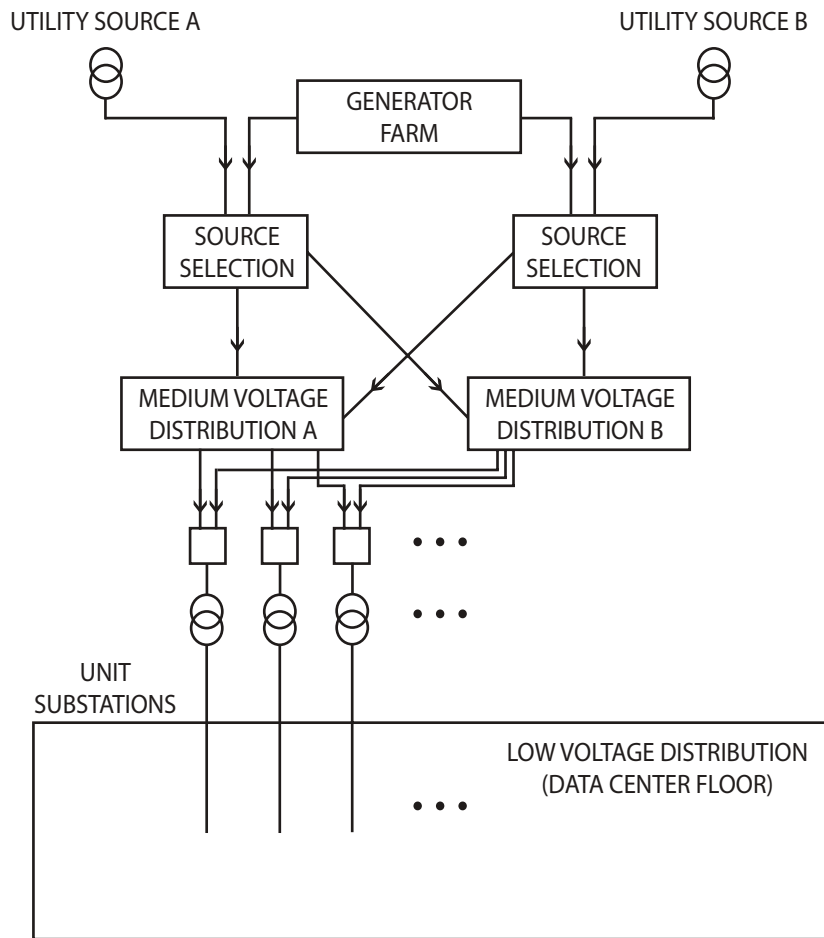 UTILITY SOURCE A
UTILITY SOURCE B
GENERATOR
FARM
SOURCE
SELECTION
SOURCE
SELECTION
MEDIUM VOLTAGE
DISTRIBUTION A
MEDIUM VOLTAGE
DISTRIBUTION B
UNIT
SUBSTATIONS
LOW VOLTAGE DISTRIBUTION
(DATA CENTER FLOOR)